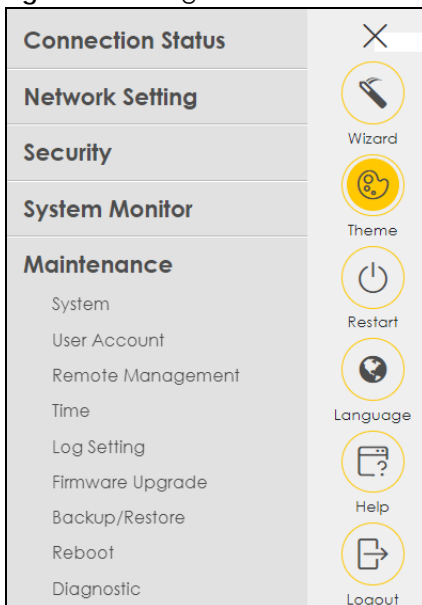 Connection Status
Network Setting
Security
System Monitor
Maintenance
System
User Account
Remote Management
Time
Log Setting
Firmware Upgrade
Backup/Restore
Reboot
Diagnostic
Wizard
Theme
Restart
Language
Help
Logout